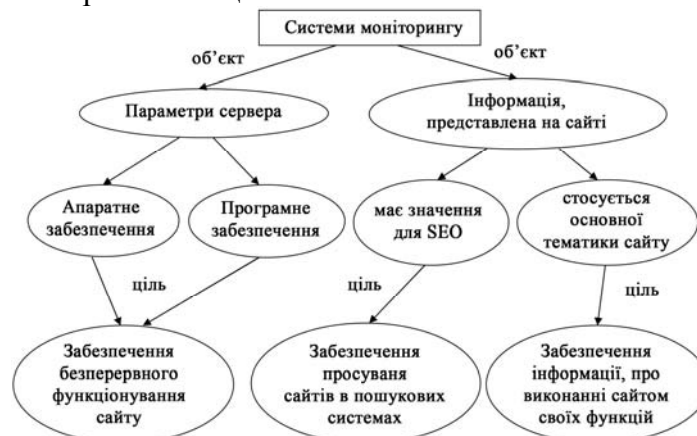 Системи моніторингу
об’єкт
об’єкт
Параметри сервера
Інформація,
представлена на сайті
Апаратне
забезпечення
Програмне
забезпечення
має значення
для SEO
стосується
основної
тематики сайту
ціль
ціль
ціль
Забезпечення
безперервного
функціонування
сайту
Забезпечення
просуваня
сайтів в пошукових
системах
Забезпечення
інформації, про
виконанні сайтом
своїх функцій